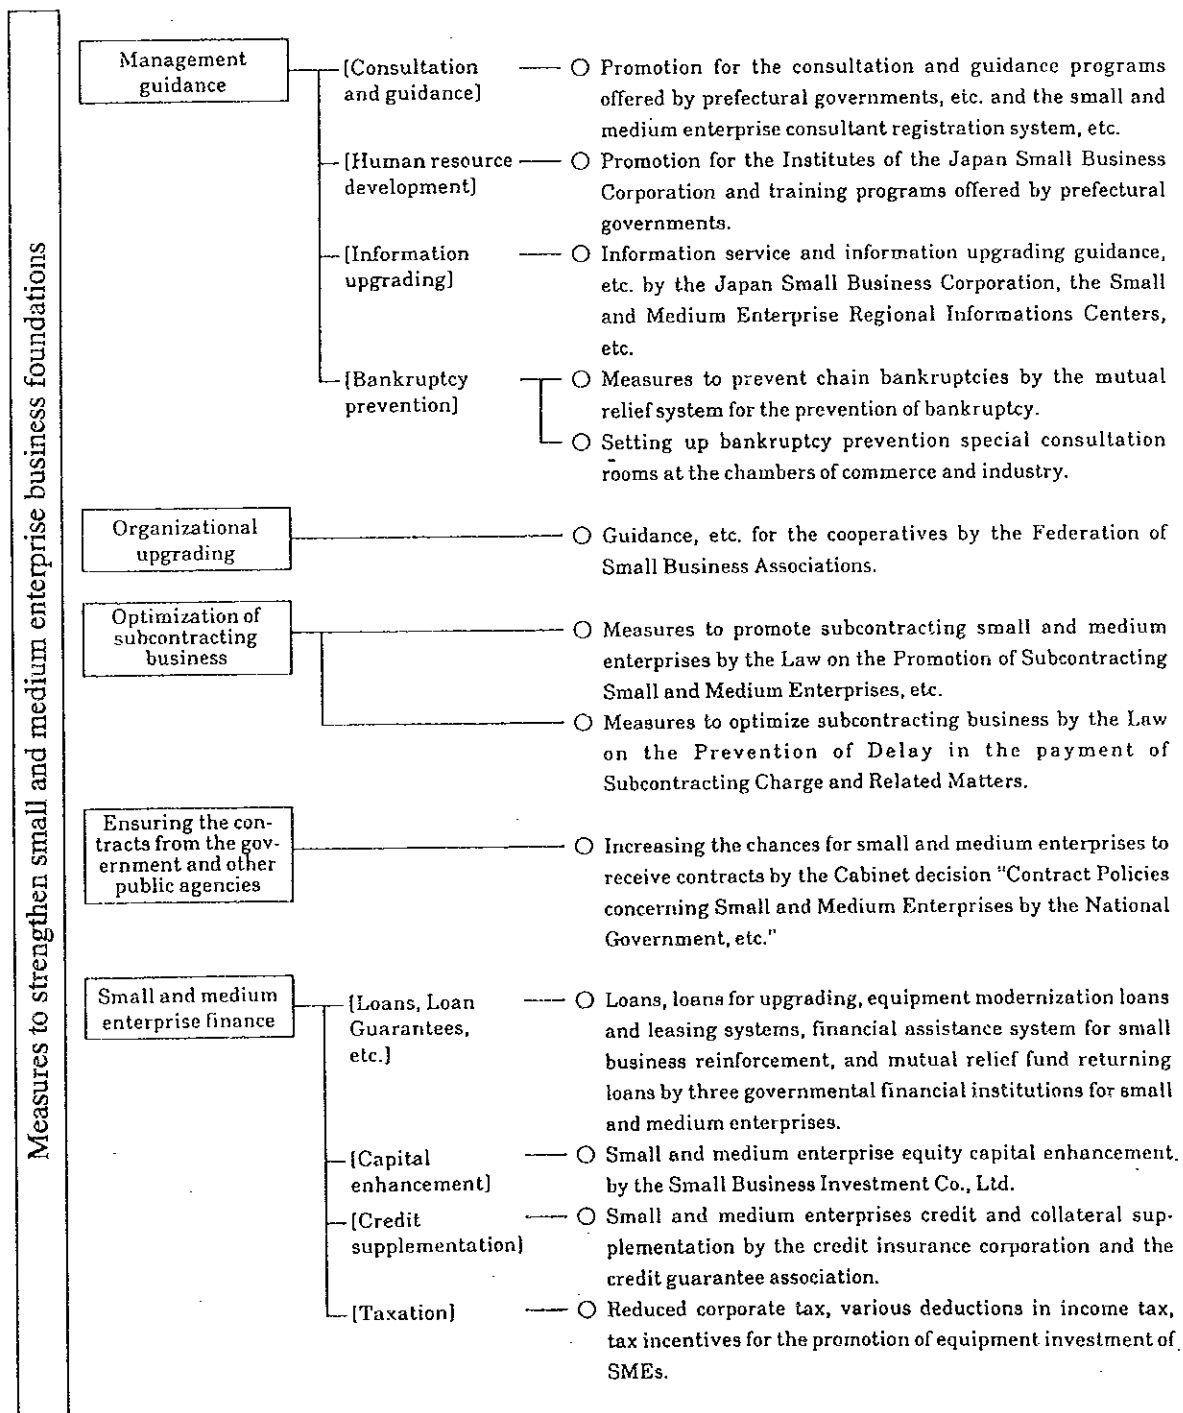 Measures to strengthen small and medium enterprise business foundations
Management
guidance
[Consultation
and guidance]
○ Promotion for the consultation and guidance programs
offered by prefectural governments, etc. and the small and
medium enterprise consultant registration system, etc.
[Human resource
development]
○ Promotion for the Institutes of the Japan Small Business
Corporation and training programs offered by prefectural
governments.
[Information
upgrading]
○ Information service and information upgrading guidance,
etc. by the Japan Small Business Corporation, the Small
and Medium Enterprise Regional Informations Centers,
etc.
[Bankruptcy
prevention]
○ Measures to prevent chain bankruptcies by the mutual
relief system for the prevention of bankruptcy.
○ Setting up bankruptcy prevention special consultation
rooms at the chambers of commerce and industry.
Organizational
upgrading
○ Guidance, etc. for the cooperatives by the Federation of
Small Business Associations.
Optimization of
subcontracting
business
○ Measures to promote subcontracting small and medium
enterprises by the Law on the Promotion of Subcontracting
Small and Medium Enterprises, etc.
○ Measures to optimize subcontracting business by the Law
on the Prevention of Delay in the payment of
Subcontracting Charge and Related Matters.
Ensuring the con-
tracts from the gov-
ernment and other
public agencies
○ Increasing the chances for small and medium enterprises to
receive contracts by the Cabinet decision "Contract Policies
concerning Small and Medium Enterprises by the National
Government, etc."
Small and medium
enterprise finance
[Loans, Loan
Guarantees,
etc.]
○ Loans, loans for upgrading, equipment modernization loans
and leasing systems, financial assistance system for small
business reinforcement, and mutual relief fund returning
loans by three governmental financial institutions for small
and medium enterprises.
[Capital
enhancement]
○ Small and medium enterprise equity capital enhancement
by the Small Business Investment Co., Ltd.
[Credit
supplementation]
○ Small and medium enterprises credit and collateral sup-
plementation by the credit insurance corporation and the
credit guarantee association.
[Taxation]
○ Reduced corporate tax, various deductions in income tax,
tax incentives for the promotion of equipment investment of
SMEs.